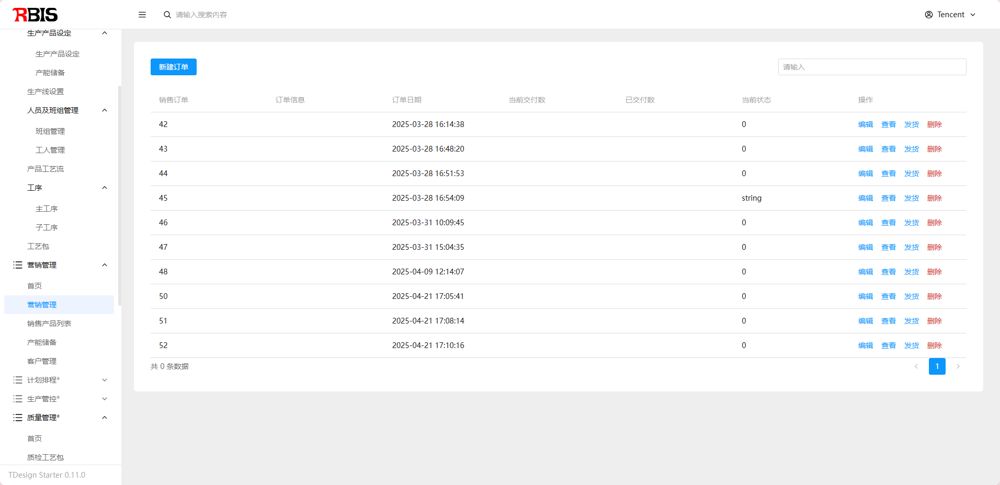 RBIS
请输入搜索内容
Tencent
生产产品设定
生产产品设定
产能储备
生产线设置
人员及班组管理
班组管理
工人管理
产品工艺流
工序
主工序
子工序
工艺包
营销管理
首页
营销管理
销售产品列表
产能储备
客户管理
计划排程*
生产管控*
质量管理*
首页
质检工艺包
TDesign Starter 0.11.0
新建订单
请输入
销售订单 订单信息 订单日期 当前交付数 已交付数 当前状态 操作
42 2025-03-28 16:14:38 0 编辑 查看 发货 删除
43 2025-03-28 16:48:20 0 编辑 查看 发货 删除
44 2025-03-28 16:51:53 0 编辑 查看 发货 删除
45 2025-03-28 16:54:09 string 编辑 查看 发货 删除
46 2025-03-31 10:09:45 0 编辑 查看 发货 删除
47 2025-03-31 15:04:35 0 编辑 查看 发货 删除
48 2025-04-09 12:14:07 0 编辑 查看 发货 删除
50 2025-04-21 17:05:41 0 编辑 查看 发货 删除
51 2025-04-21 17:08:14 0 编辑 查看 发货 删除
52 2025-04-21 17:10:16 0 编辑 查看 发货 删除
共 0 条数据 1